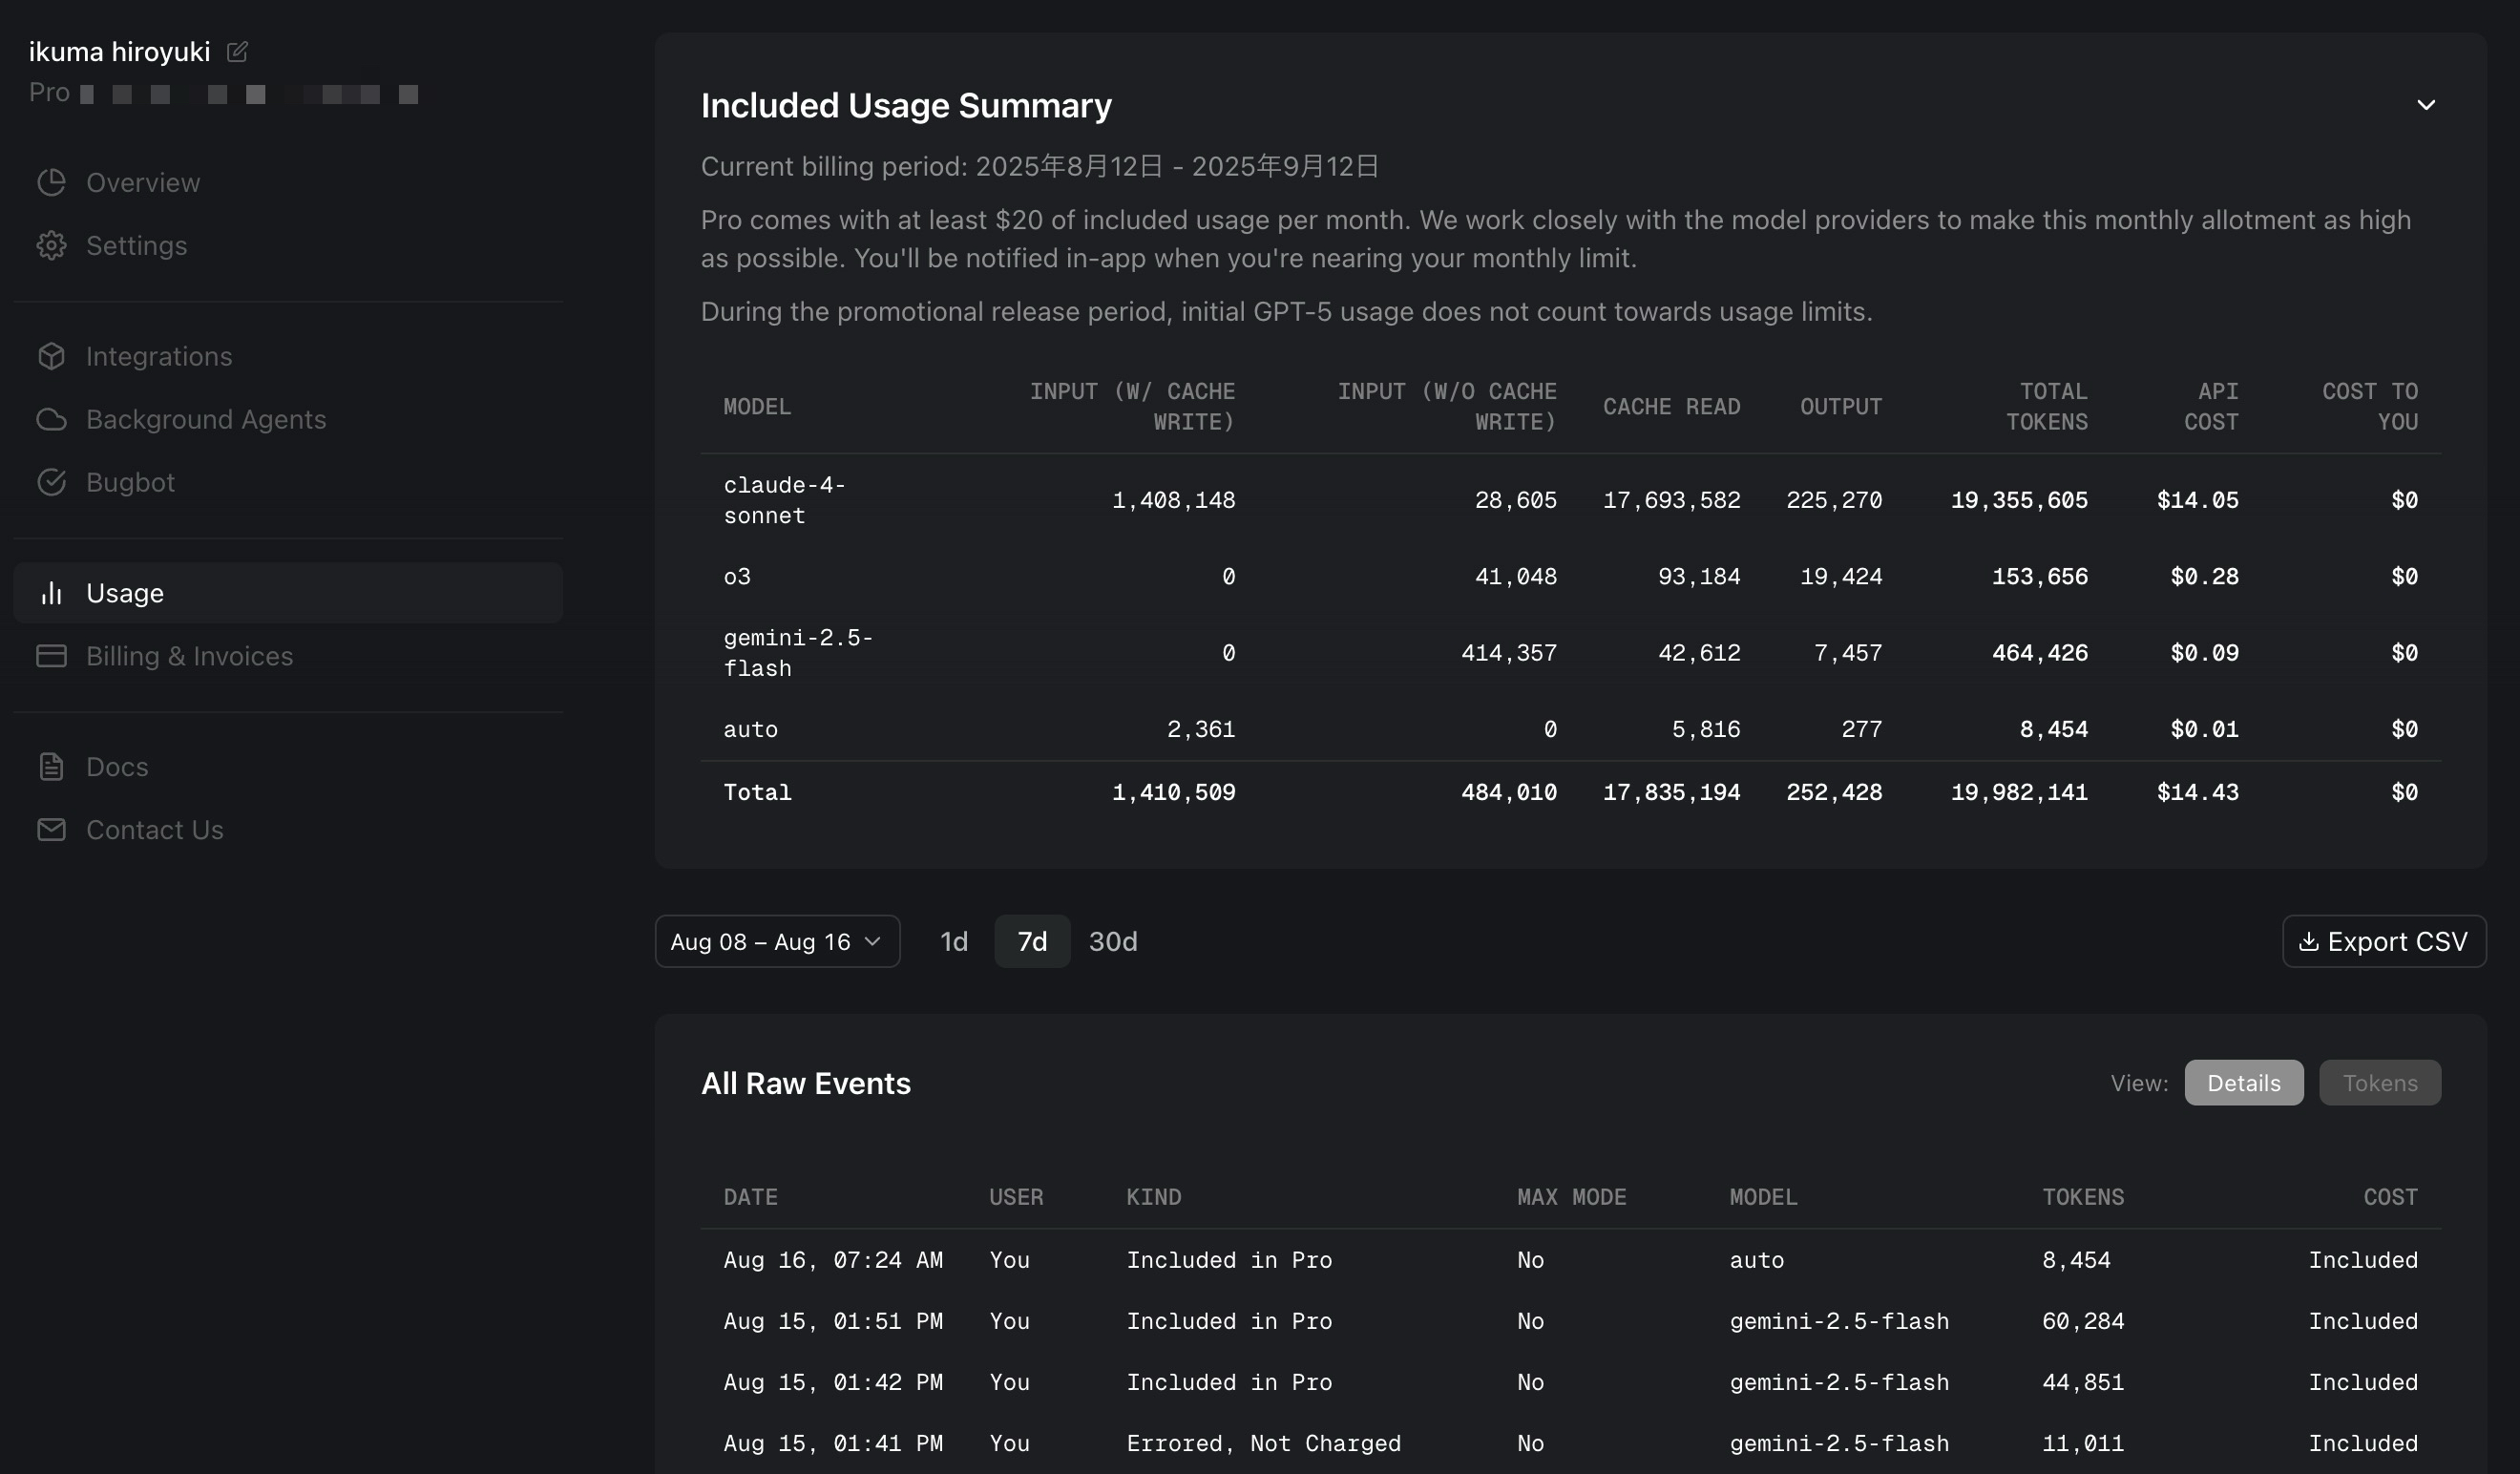 ikuma hiroyuki
Pro
Overview
Settings
Integrations
Background Agents
Bugbot
Usage
Billing & Invoices
Docs
Contact Us
Included Usage Summary
Current billing period: 2025年8月12日 - 2025年9月12日
Pro comes with at least $20 of included usage per month. We work closely with the model providers to make this monthly allotment as high
as possible. You'll be notified in-app when you're nearing your monthly limit.
During the promotional release period, initial GPT-5 usage does not count towards usage limits.
MODEL INPUT (W/ CACHE WRITE) INPUT (W/O CACHE WRITE) CACHE READ OUTPUT TOTAL TOKENS API COST COST TO YOU
claude-4-sonnet 1,408,148 28,605 17,693,582 225,270 19,355,605 $14.05 $0
o3 0 41,048 93,184 19,424 153,656 $0.28 $0
gemini-2.5-flash 0 414,357 42,612 7,457 464,426 $0.09 $0
auto 2,361 0 5,816 277 8,454 $0.01 $0
Total 1,410,509 484,010 17,835,194 252,428 19,982,141 $14.43 $0
Aug 08 – Aug 16 1d 7d 30d Export CSV
All Raw Events View: Details Tokens
DATE USER KIND MAX MODE MODEL TOKENS COST
Aug 16, 07:24 AM You Included in Pro No auto 8,454 Included
Aug 15, 01:51 PM You Included in Pro No gemini-2.5-flash 60,284 Included
Aug 15, 01:42 PM You Included in Pro No gemini-2.5-flash 44,851 Included
Aug 15, 01:41 PM You Errored, Not Charged No gemini-2.5-flash 11,011 Included